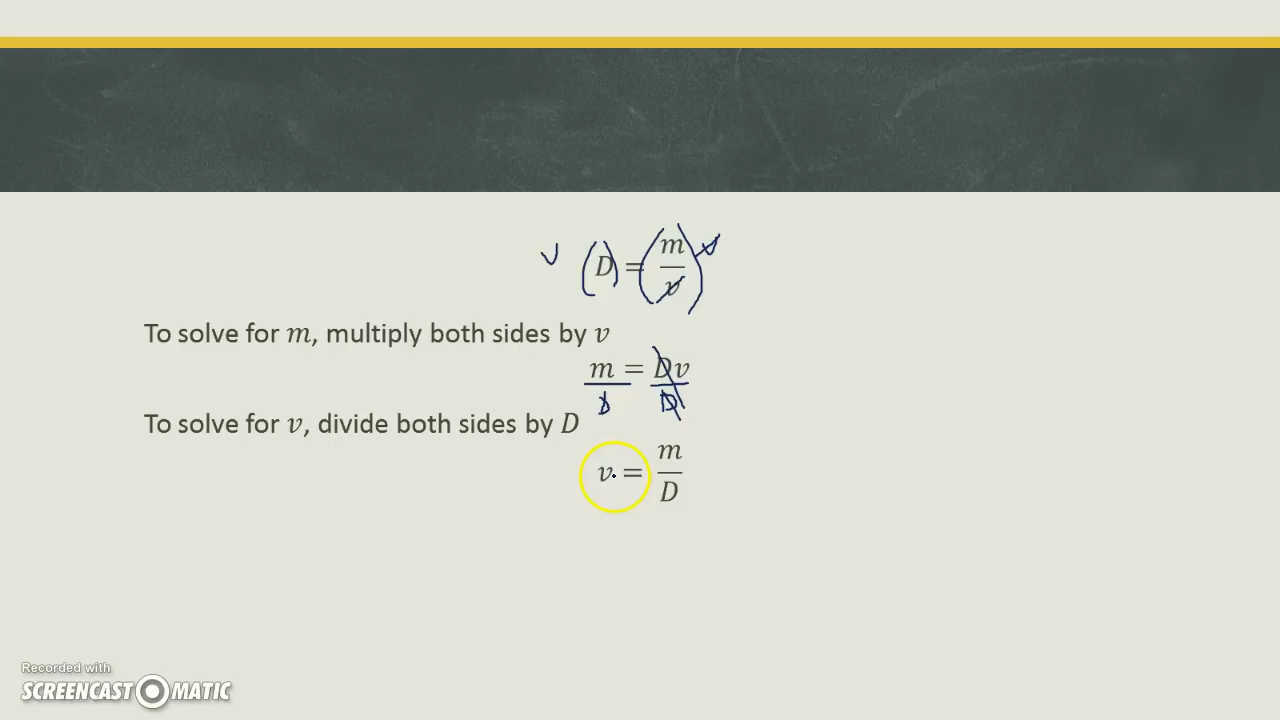 v (D) = (m/v) v
To solve for m, multiply both sides by v
m = Dv
D D
To solve for v, divide both sides by D
v = m/D
Recorded with
SCREENCAST O MATIC